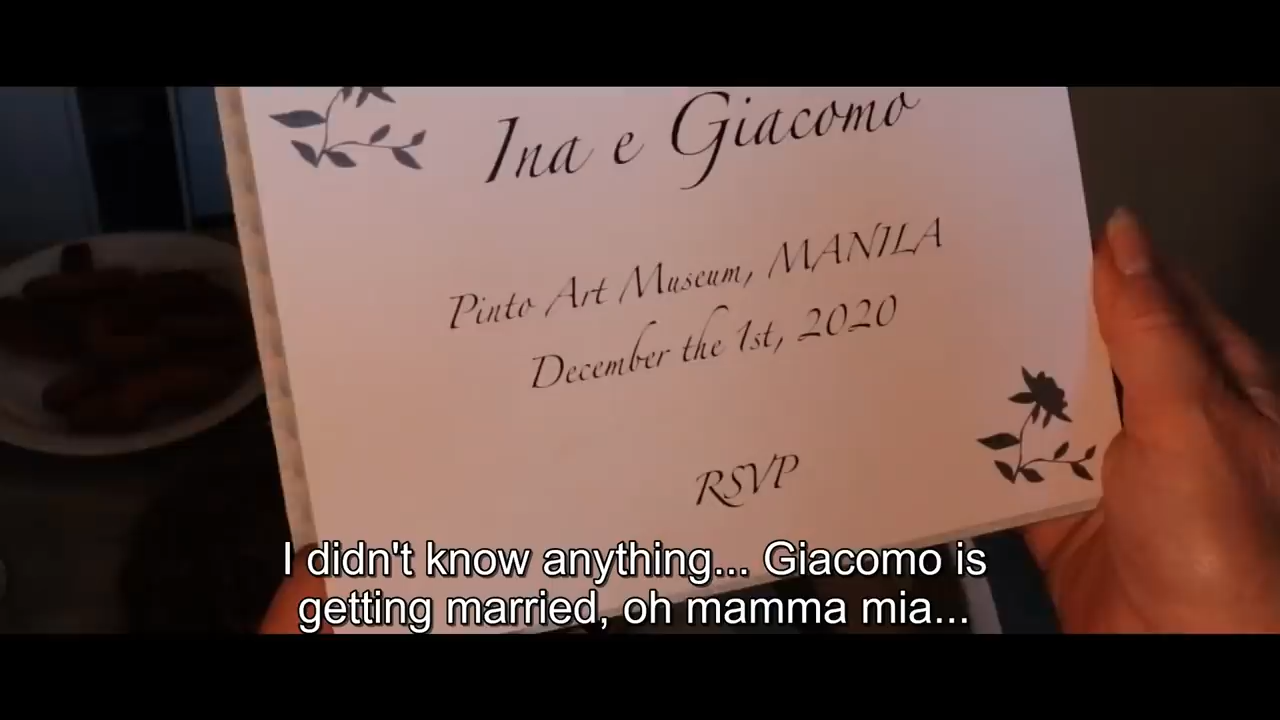 Ina e Giacomo
Pinto Art Museum, MANILA
December the 1st, 2020
RSVP
I didn't know anything... Giacomo is
getting married, oh mamma mia...